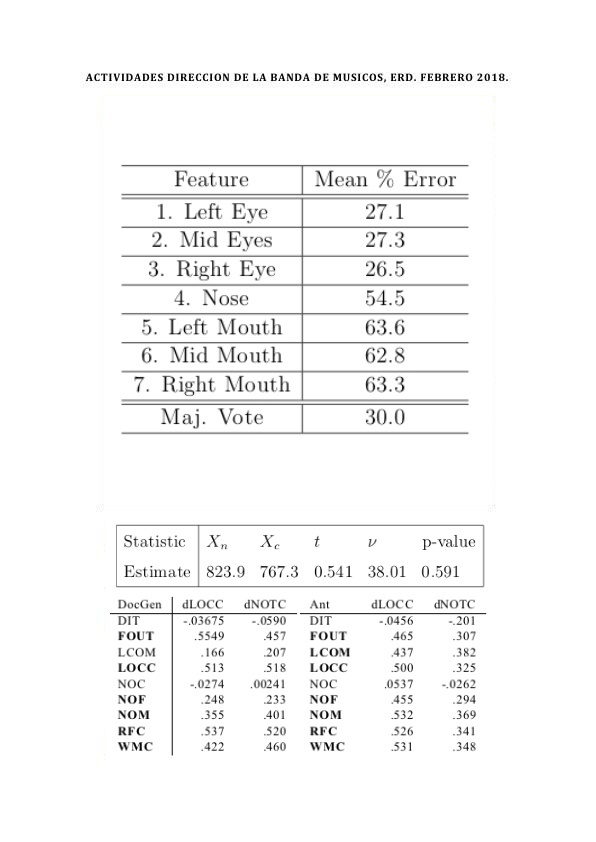 ACTIVIDADES DIRECCION DE LA BANDA DE MUSICOS, ERD. FEBRERO 2018.
Feature Mean % Error
1. Left Eye 27.1
2. Mid Eyes 27.3
3. Right Eye 26.5
4. Nose 54.5
5. Left Mouth 63.6
6. Mid Mouth 62.8
7. Right Mouth 63.3
Maj. Vote 30.0
Statistic Xn Xc t ν p-value
Estimate 823.9 767.3 0.541 38.01 0.591
DocGen dLOCC dNOTC Ant dLOCC dNOTC
DIT -.03675 -.0590 DIT -.0456 -.201
FOUT .5549 .457 FOUT .465 .307
LCOM .166 .207 LCOM .437 .382
LOCC .513 .518 LOCC .500 .325
NOC -.0274 .00241 NOC .0537 -.0262
NOF .248 .233 NOF .455 .294
NOM .355 .401 NOM .532 .369
RFC .537 .520 RFC .526 .341
WMC .422 .460 WMC .531 .348